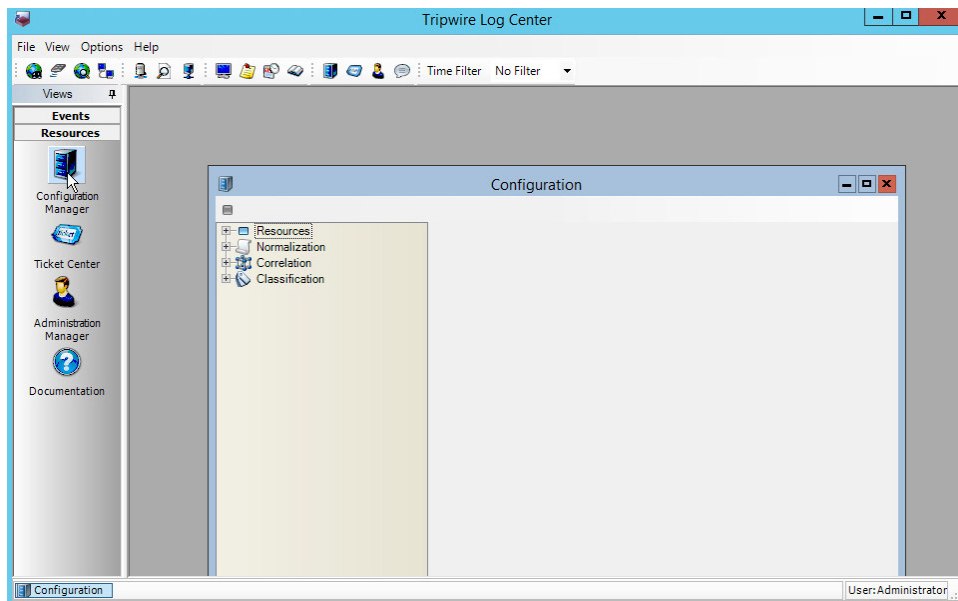 Tripwire Log Center
File View Options Help
Time Filter No Filter
Views
Events
Resources
Configuration
Manager
Ticket Center
Administration
Manager
Documentation
Configuration
Resources
Normalization
Correlation
Classification
Configuration
User:Administrator